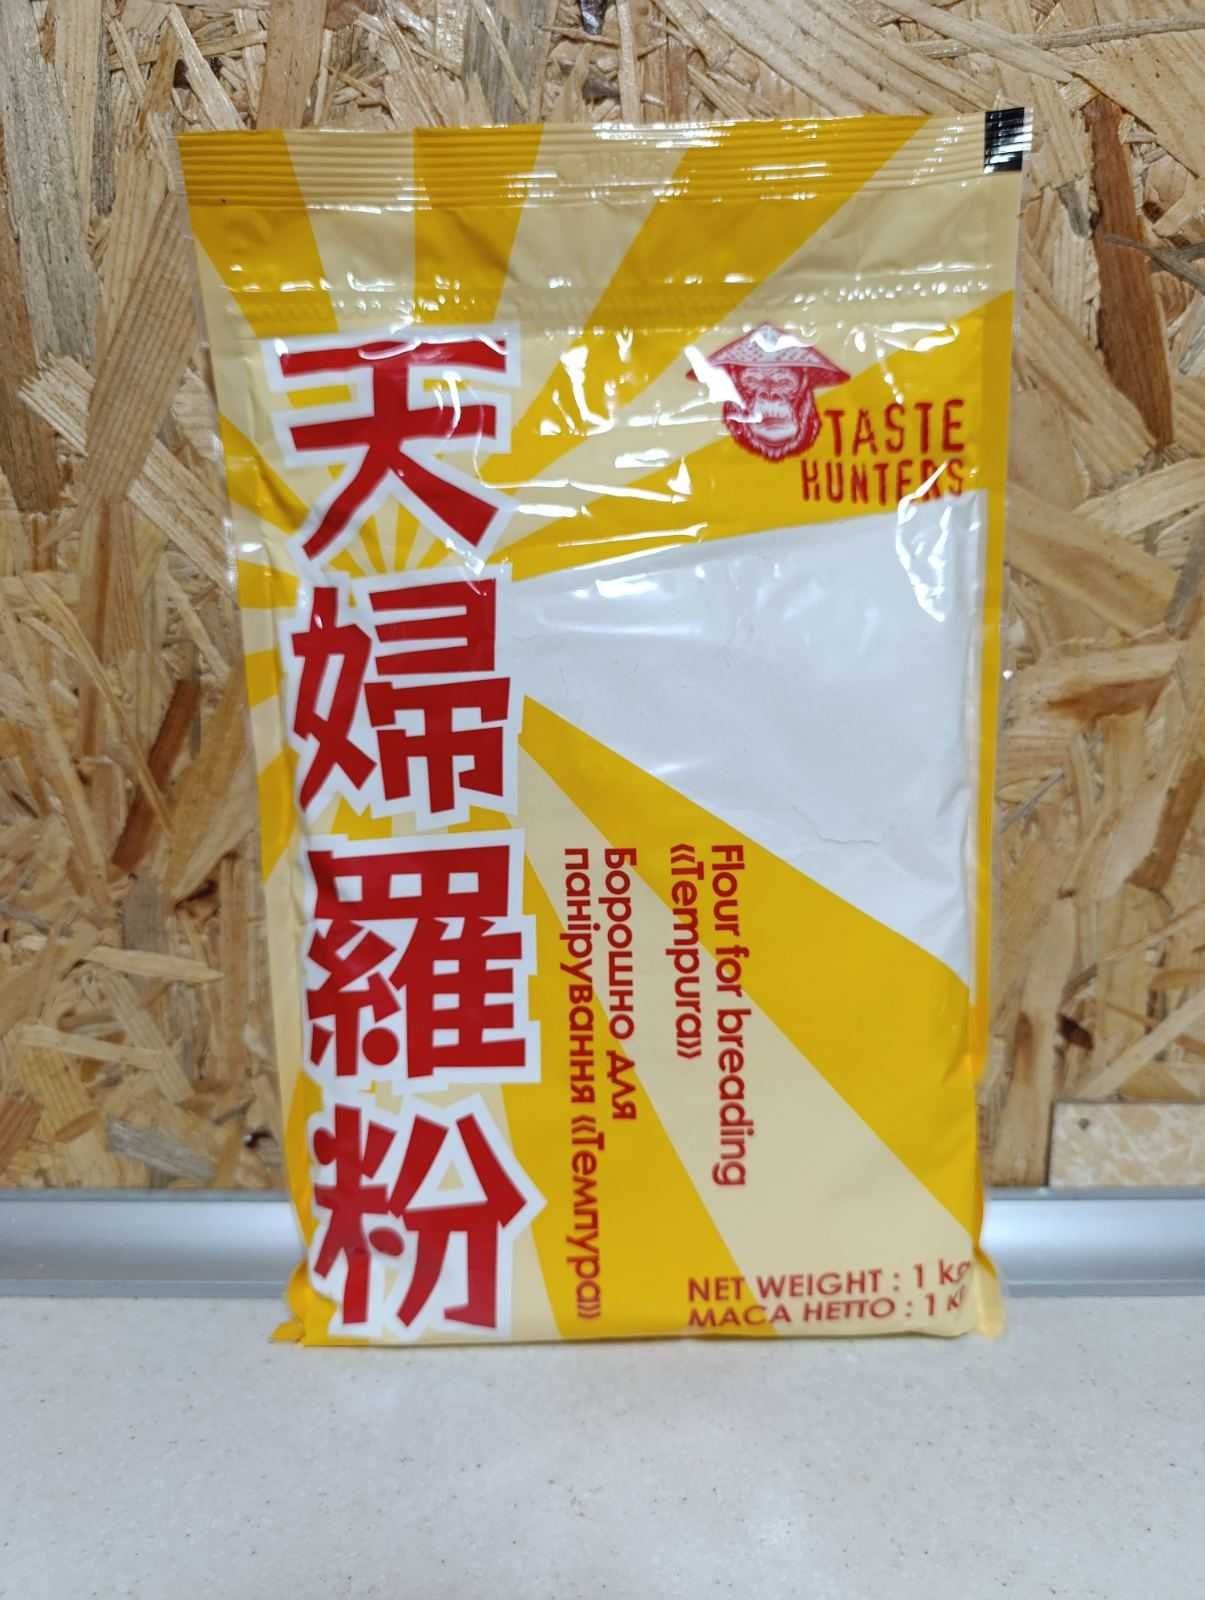 天婦羅粉
TASTE
HUNTERS
Flour for breading
«Tempura»
Борошно для
панірування «Темпура»
NET WEIGHT : 1 kg
МАСА НЕТТО : 1 кг